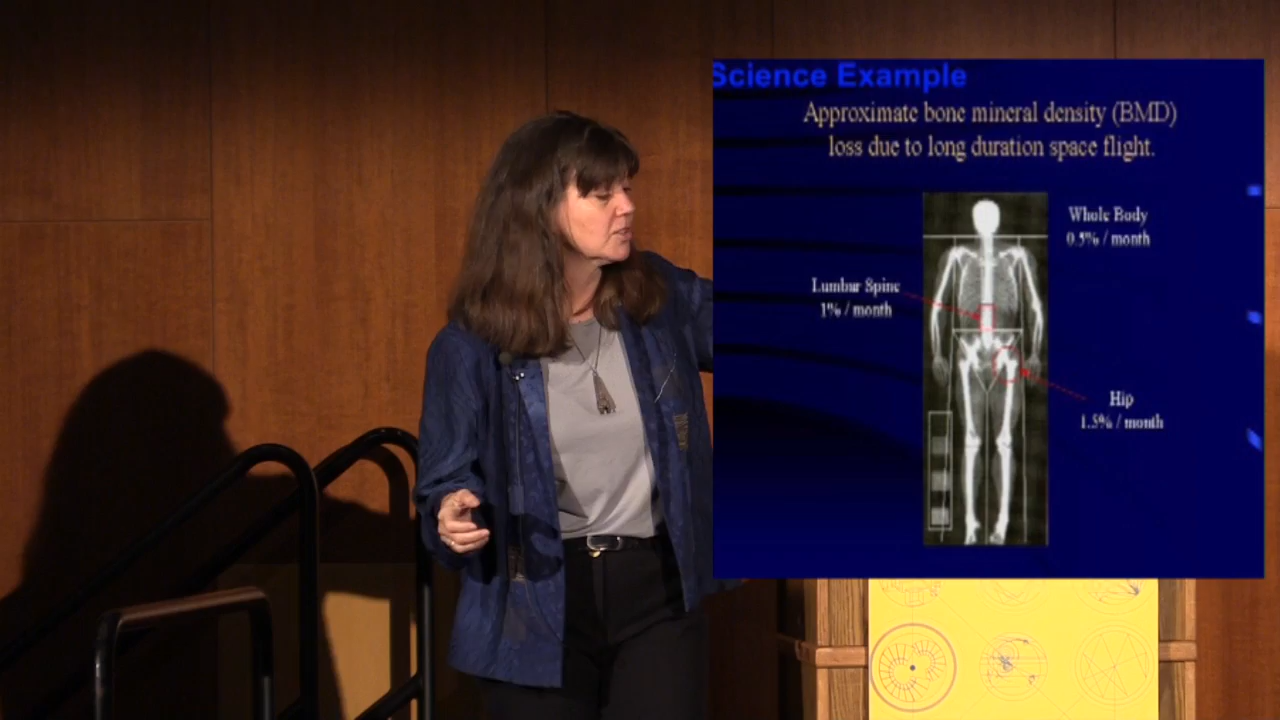 Science Example
Approximate bone mineral density (BMD)
loss due to long duration space flight.
Whole Body
0.5% / month
Lumbar Spine
1% / month
Hip
1.5% / month